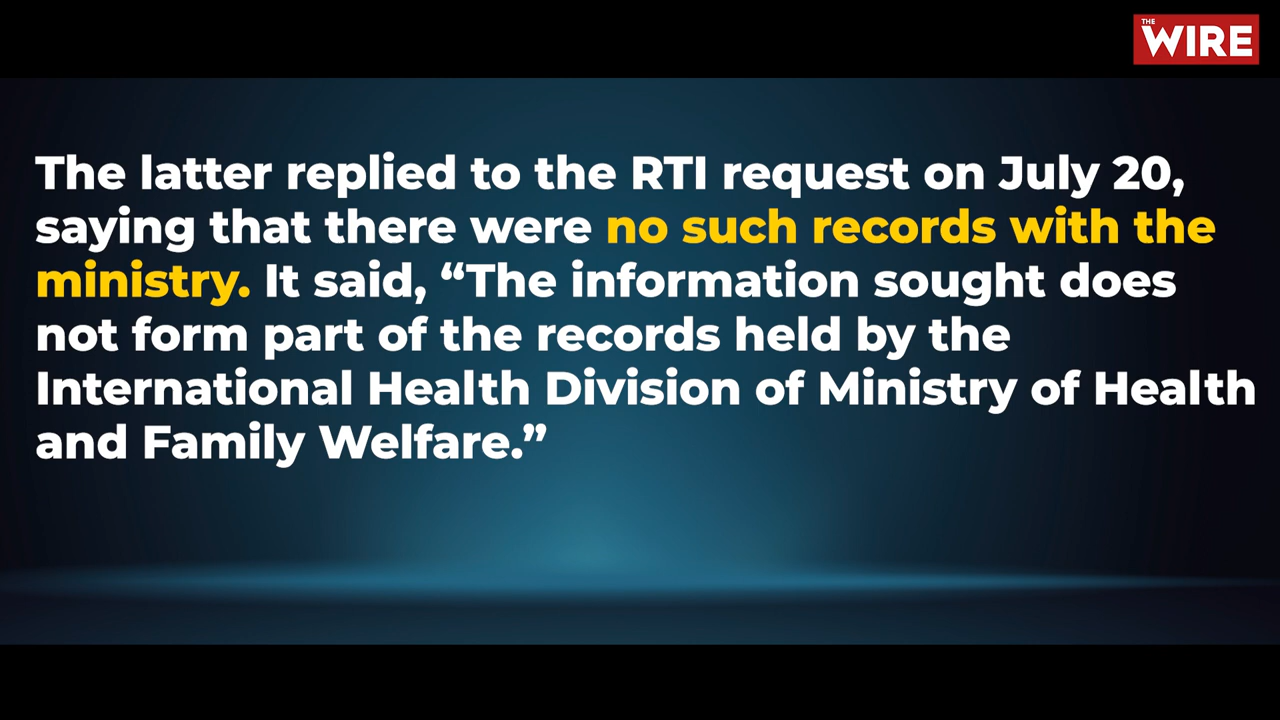 THE
WIRE
The latter replied to the RTI request on July 20,
saying that there were no such records with the
ministry. It said, “The information sought does
not form part of the records held by the
International Health Division of Ministry of Health
and Family Welfare.”